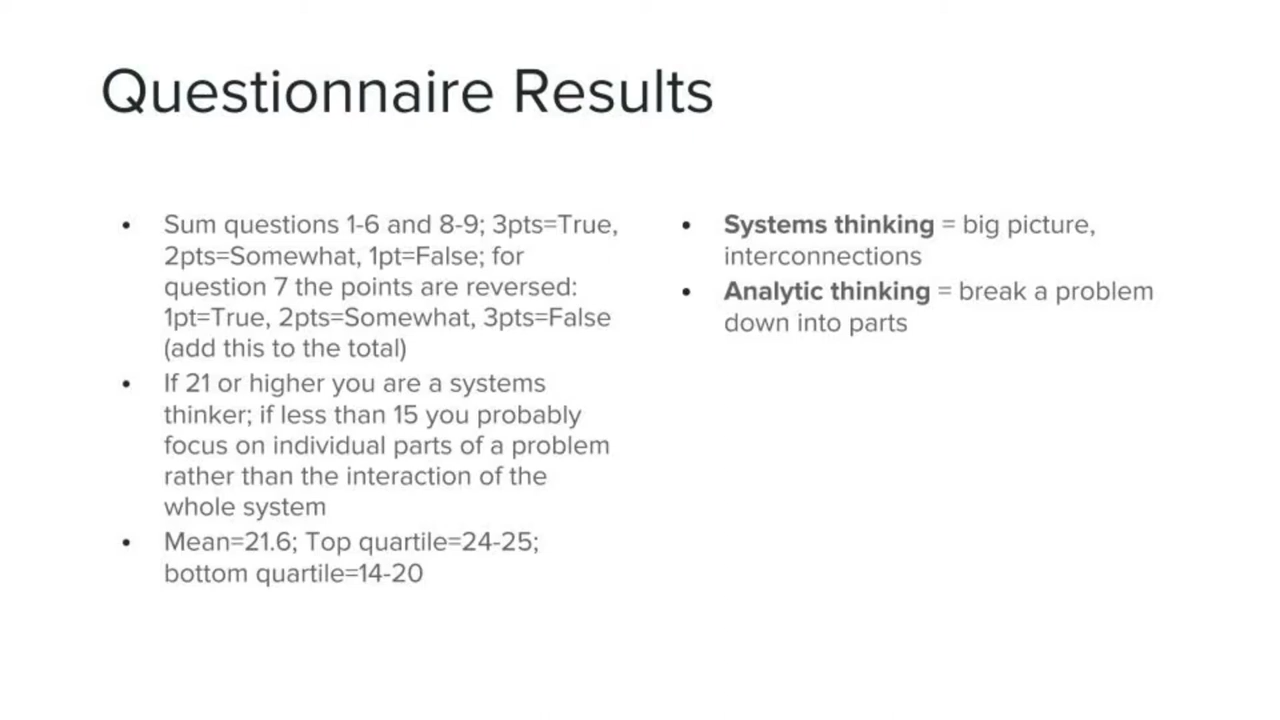 Questionnaire Results
• Sum questions 1-6 and 8-9; 3pts=True,
2pts=Somewhat, 1pt=False; for
question 7 the points are reversed:
1pt=True, 2pts=Somewhat, 3pts=False
(add this to the total)
• If 21 or higher you are a systems
thinker; if less than 15 you probably
focus on individual parts of a problem
rather than the interaction of the
whole system
• Mean=21.6; Top quartile=24-25;
bottom quartile=14-20
• Systems thinking = big picture,
interconnections
• Analytic thinking = break a problem
down into parts